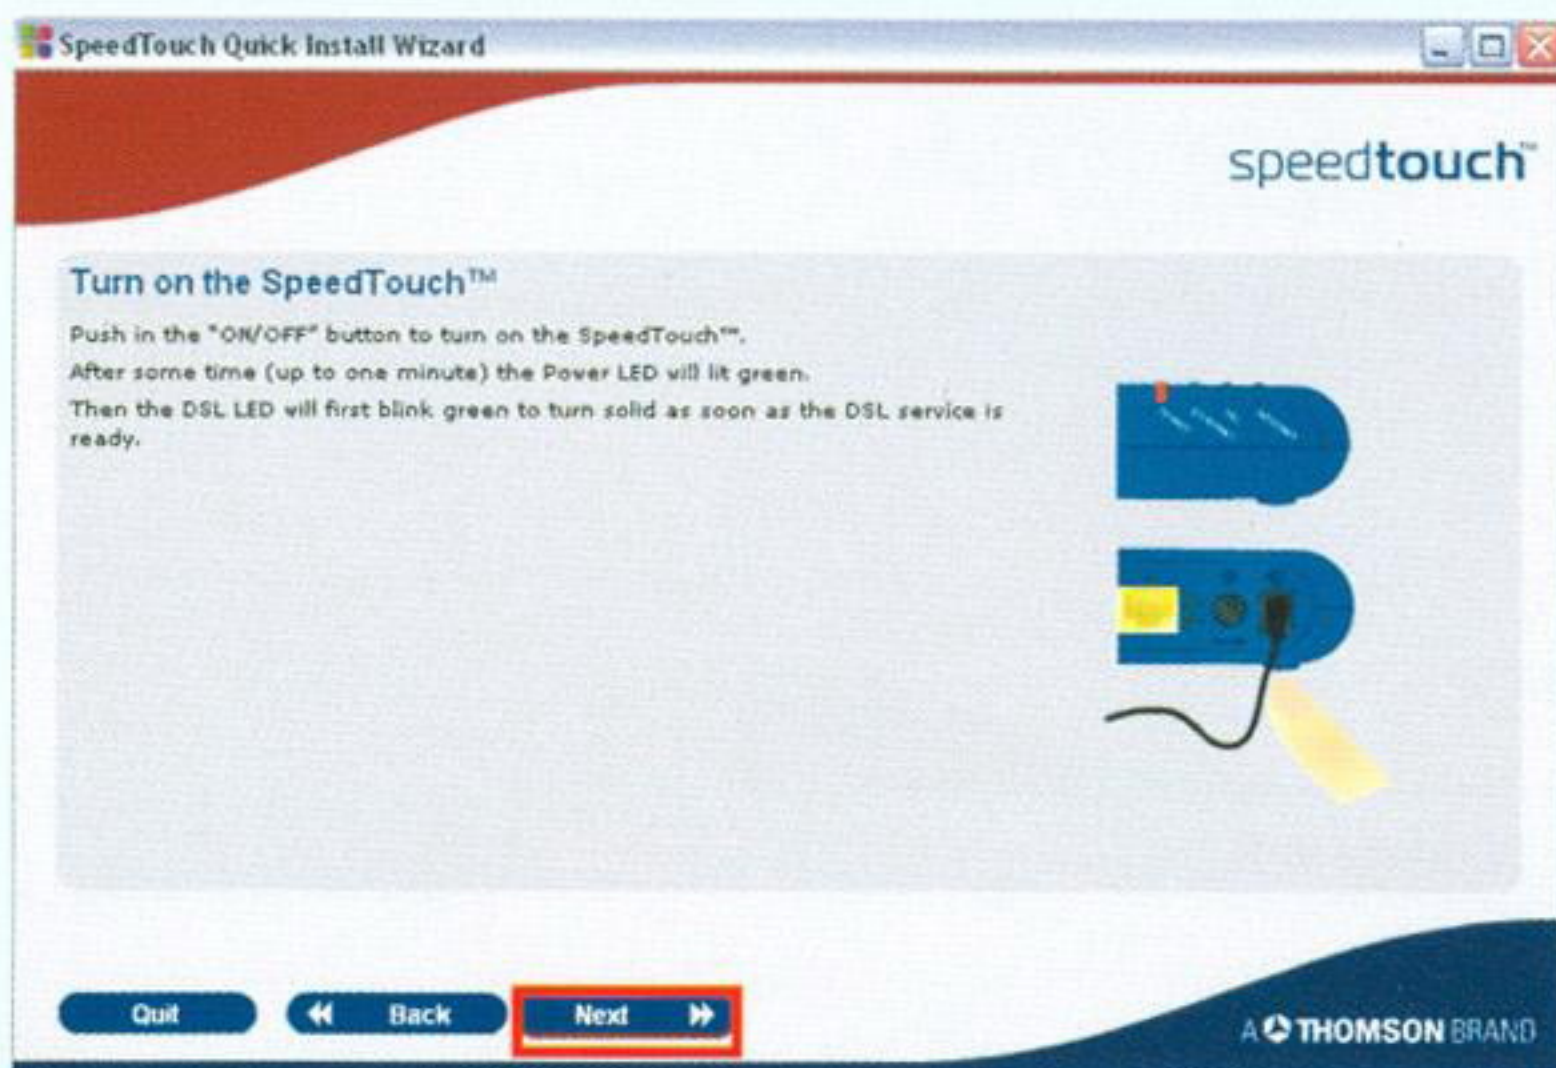 SpeedTouch Quick Install Wizard
speedtouch™
Turn on the SpeedTouch™
Push in the "ON/OFF" button to turn on the SpeedTouch™.
After some time (up to one minute) the Power LED will lit green.
Then the DSL LED will first blink green to turn solid as soon as the DSL service is
ready.
Quit
Back
Next
A THOMSON BRAND